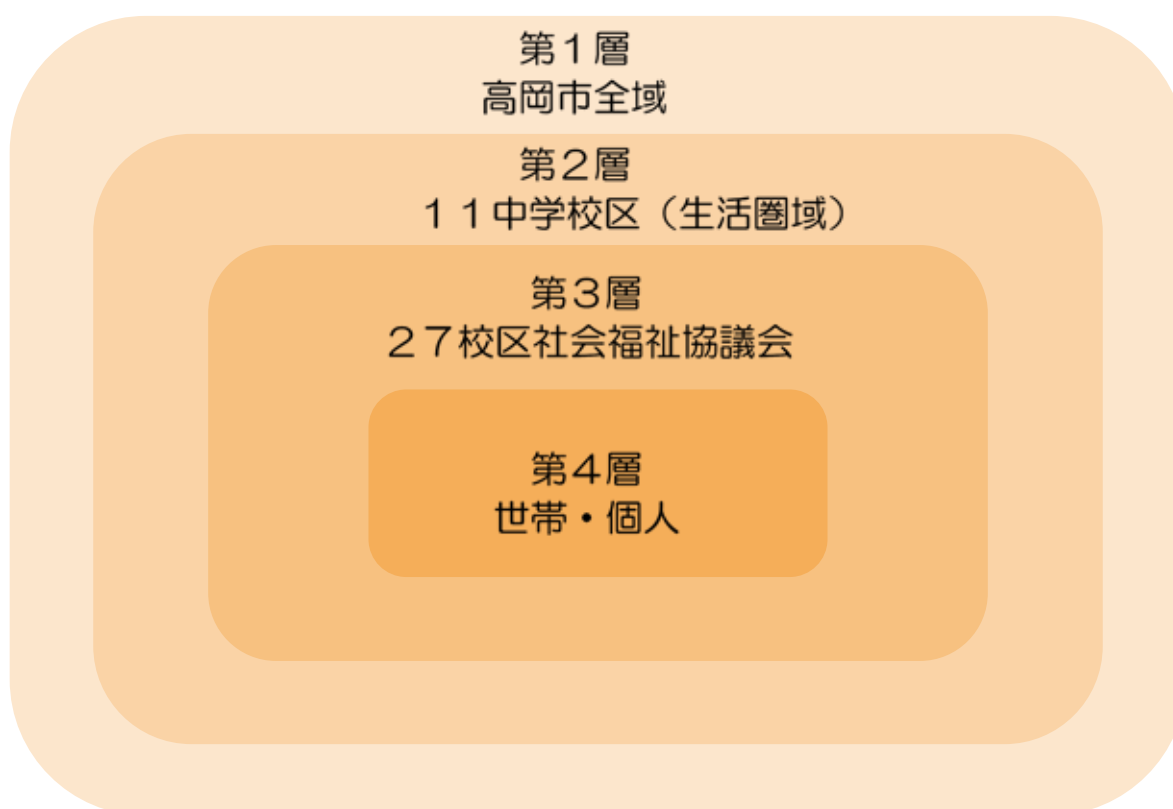 第１層
高岡市全域
第２層
１１中学校区（生活圏域）
第３層
２７校区社会福祉協議会
第４層
世帯・個人